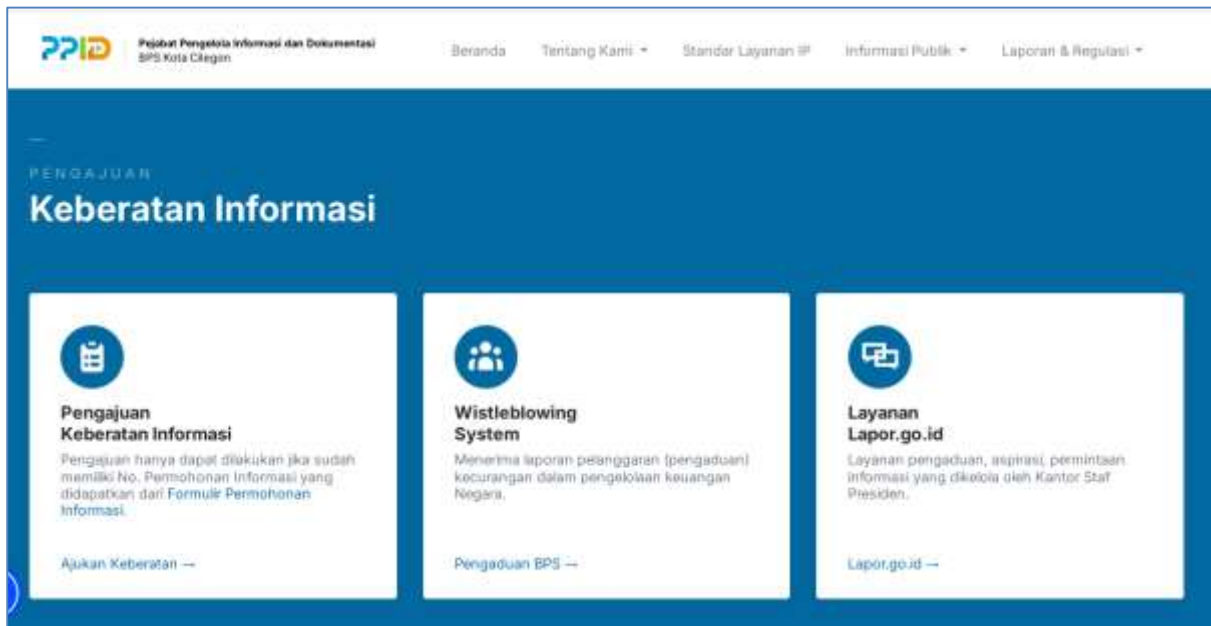 PPID
Pejabat Pengelola Informasi dan Dokumentasi
BPS Kota Cilegon
Beranda
Tentang Kami
Standar Layanan IP
Informasi Publik
Laporan & Regulasi
PENGAJUAN
Keberatan Informasi
Pengajuan
Keberatan Informasi
Pengajuan hanya dapat dilakukan jika sudah
memiliki No. Permohonan Informasi yang
didapatkan dari Formulir Permohonan
Informasi.
Ajukan Keberatan →
Wistleblowing
System
Menerima laporan pelanggaran (pengaduan)
kecurangan dalam pengelolaan keuangan
Negara.
Pengaduan BPS →
Layanan
Lapor.go.id
Layanan pengaduan, aspirasi, permintaan
informasi yang dikelola oleh Kantor Staf
Presiden.
Lapor.go.id →